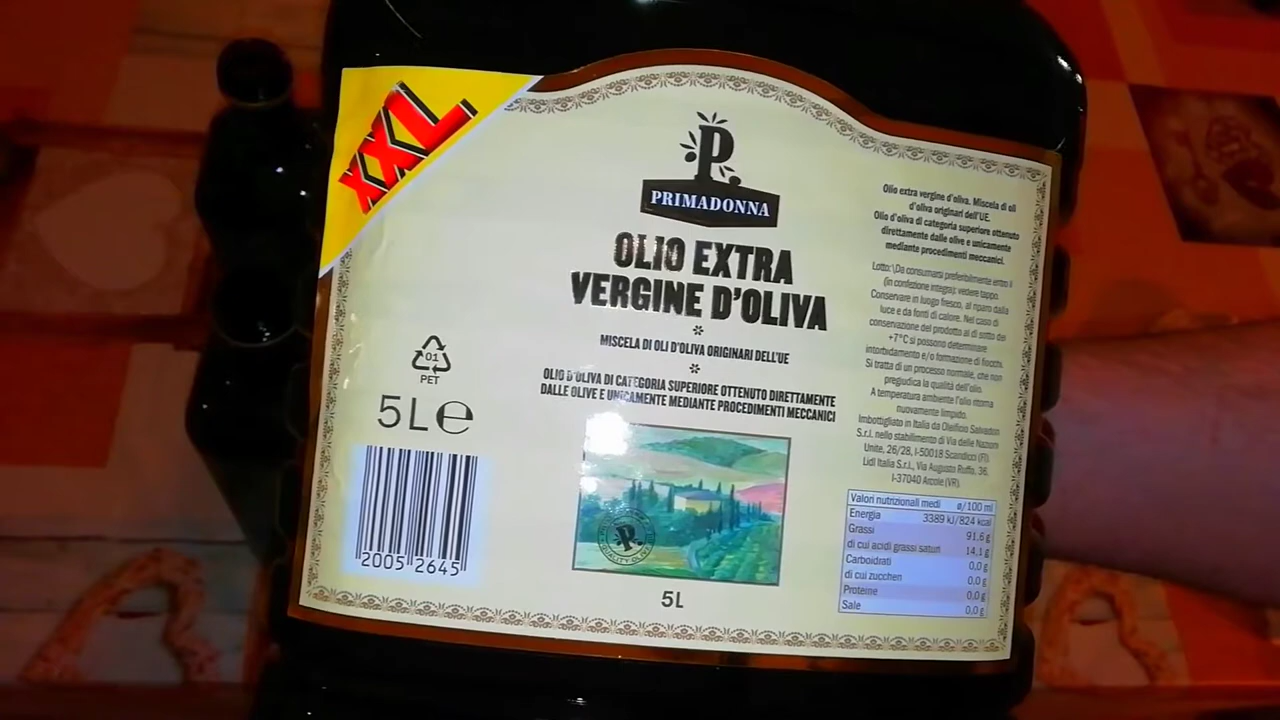 XXL
P.
PRIMADONNA
OLIO EXTRA
VERGINE D'OLIVA
*
MISCELA DI OLI D'OLIVA ORIGINARI DELL'UE
*
OLIO D'OLIVA DI CATEGORIA SUPERIORE OTTENUTO DIRETTAMENTE
DALLE OLIVE E UNICAMENTE MEDIANTE PROCEDIMENTI MECCANICI
P.
5L
01
PET
5L℮
2005 2645
Olio extra vergine d'oliva. Miscela di oli
d'oliva originari dell'UE.
Olio d'oliva di categoria superiore ottenuto
direttamente dalle olive e unicamente
mediante procedimenti meccanici.
Lotto:\Da consumarsi preferibilmente entro il
(in confezione integra): vedere tappo.
Conservare in luogo fresco, al riparo dalla
luce e da fonti di calore. Nel caso di
conservazione del prodotto al di sotto dei
+7°C si possono determinare
intorbidamento e/o formazione di fiocchi.
Si tratta di un processo normale, che non
pregiudica la qualità dell'olio.
A temperatura ambiente l'olio ritorna
nuovamente limpido.
Imbottigliato in Italia da Oleificio Salvadori
S.r.l. nello stabilimento di Via delle Nazioni
Unite, 26/28, I-50018 Scandicci (FI).
Lidl Italia S.r.l., Via Augusto Ruffo, 36,
I-37040 Arcole (VR)
Valori nutrizionali medi ø/100 ml
Energia 3389 kJ/824 kcal
Grassi 91,6 g
di cui acidi grassi saturi 14,1 g
Carboidrati 0,0 g
di cui zuccheri 0,0 g
Proteine 0,0 g
Sale 0,0 g